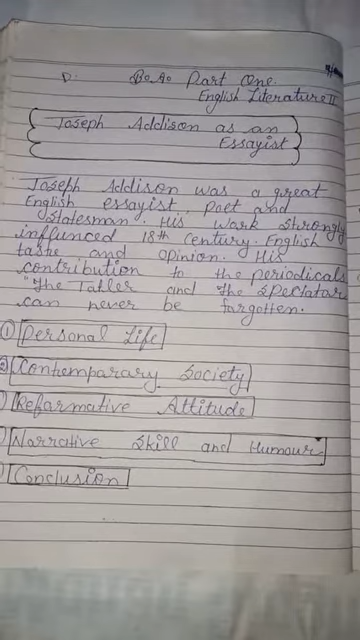 B.A. Part One.
English Literature II
Joseph Addison as an
Essayist
Joseph Addison was a great
English essayist, Poet and
Statesman. His work strongly
influnced 18th Century. English
taste and opinion. His
contribution to the periodicals
"The Tatler and The Spectator
can never be forgotten.
① Personal Life
② Contemparary Society
Reformative Attitude
Narrative Skill and Humour
Conclusion